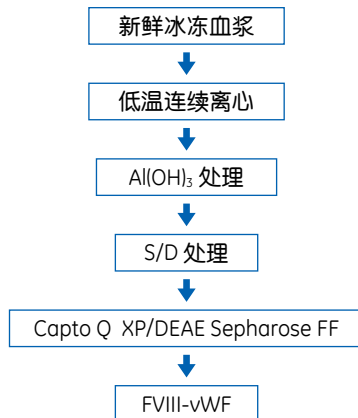 新鲜冰冻血浆
低温连续离心
Al(OH)₃ 处理
S/D 处理
Capto Q XP/DEAE Sepharose FF
FVIII-vWF